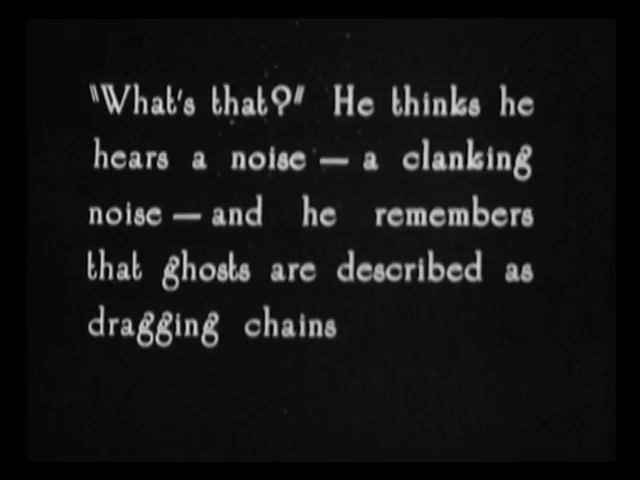 "What's that?" He thinks he
hears a noise — a clanking
noise — and he remembers
that ghosts are described as
dragging chains